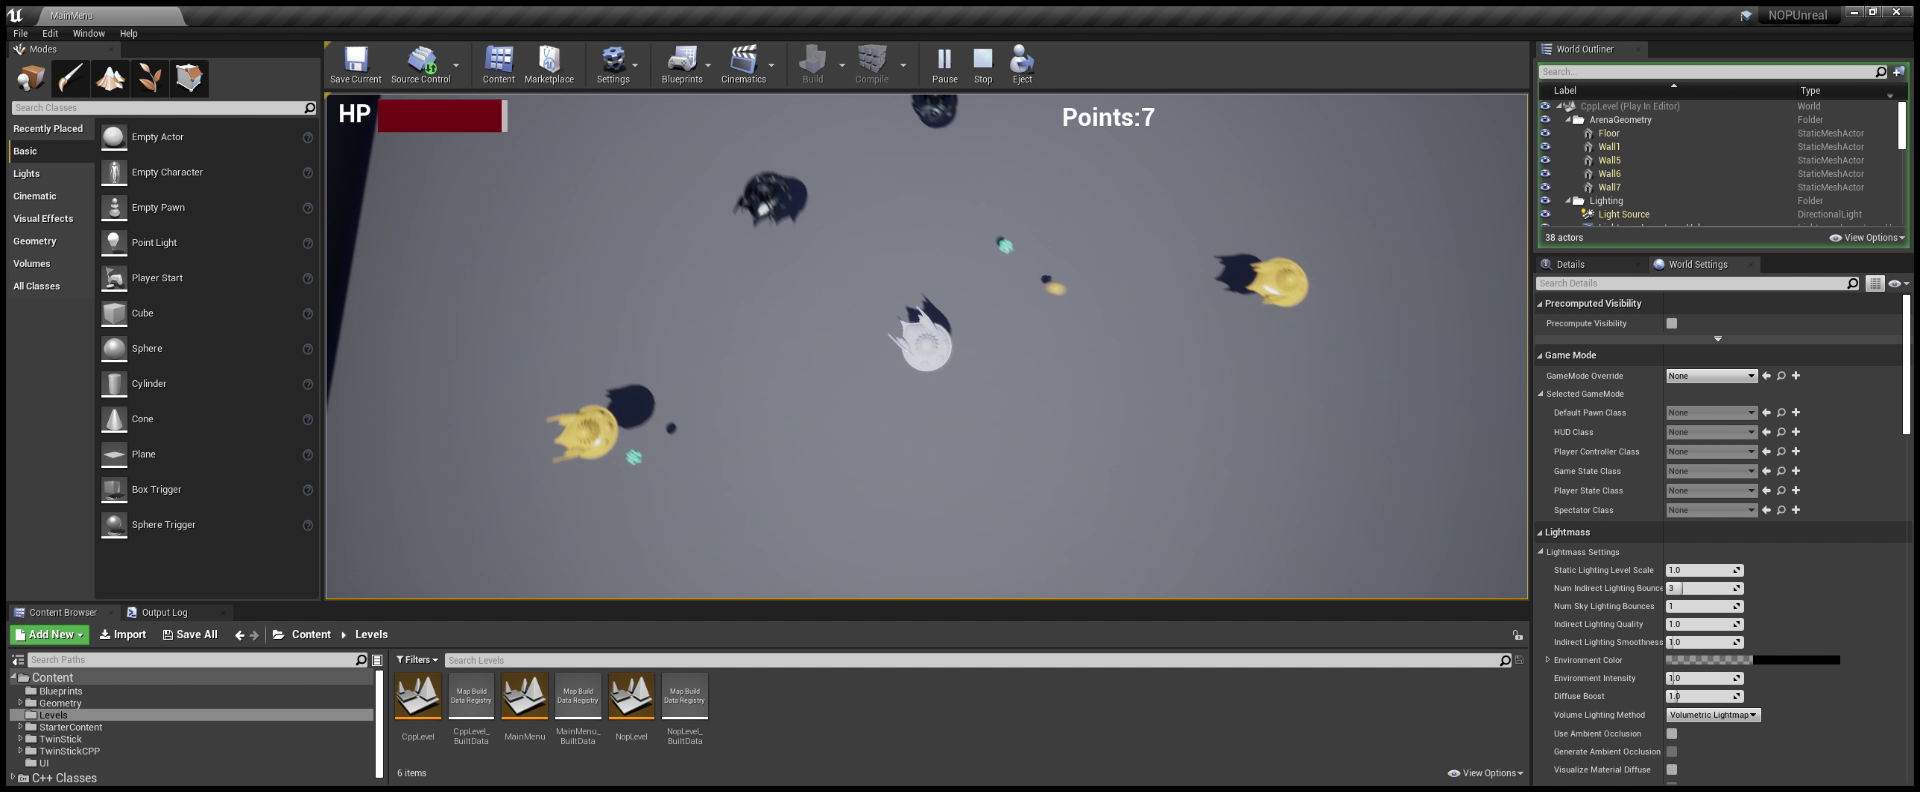 MainMenu
NOPUnreal
File Edit Window Help
Modes
Search Classes
Recently Placed
Basic
Lights
Cinematic
Visual Effects
Geometry
Volumes
All Classes
Empty Actor
Empty Character
Empty Pawn
Point Light
Player Start
Cube
Sphere
Cylinder
Cone
Plane
Box Trigger
Sphere Trigger
Save Current Source Control Content Marketplace Settings Blueprints Cinematics Build Compile Pause Stop Eject
HP
Points:7
World Outliner
Search...
Label Type
CppLevel (Play In Editor) World
ArenaGeometry Folder
Floor StaticMeshActor
Wall1 StaticMeshActor
Wall5 StaticMeshActor
Wall6 StaticMeshActor
Wall7 StaticMeshActor
Lighting Folder
Light Source DirectionalLight
38 actors View Options
Details World Settings
Search Details
Precomputed Visibility
Precompute Visibility
Game Mode
GameMode Override None
Selected GameMode
Default Pawn Class None
HUD Class None
Player Controller Class None
Game State Class None
Player State Class None
Spectator Class None
Lightmass
Lightmass Settings
Static Lighting Level Scale 1.0
Num Indirect Lighting Bounce 3
Num Sky Lighting Bounces 1
Indirect Lighting Quality 1.0
Indirect Lighting Smoothness 1.0
Environment Color
Environment Intensity 1.0
Diffuse Boost 1.0
Volume Lighting Method Volumetric Lightmap
Use Ambient Occlusion
Generate Ambient Occlusion
Visualize Material Diffuse
Content Browser Output Log
Add New Import Save All Content Levels
Search Paths
Content
Blueprints
Geometry
Levels
StarterContent
TwinStick
TwinStickCPP
UI
C++ Classes
Filters Search Levels
Map Build
Data Registry
Map Build
Data Registry
Map Build
Data Registry
CppLevel
CppLevel_
BuiltData
MainMenu
MainMenu_
BuiltData
NopLevel
NopLevel_
BuiltData
6 items View Options